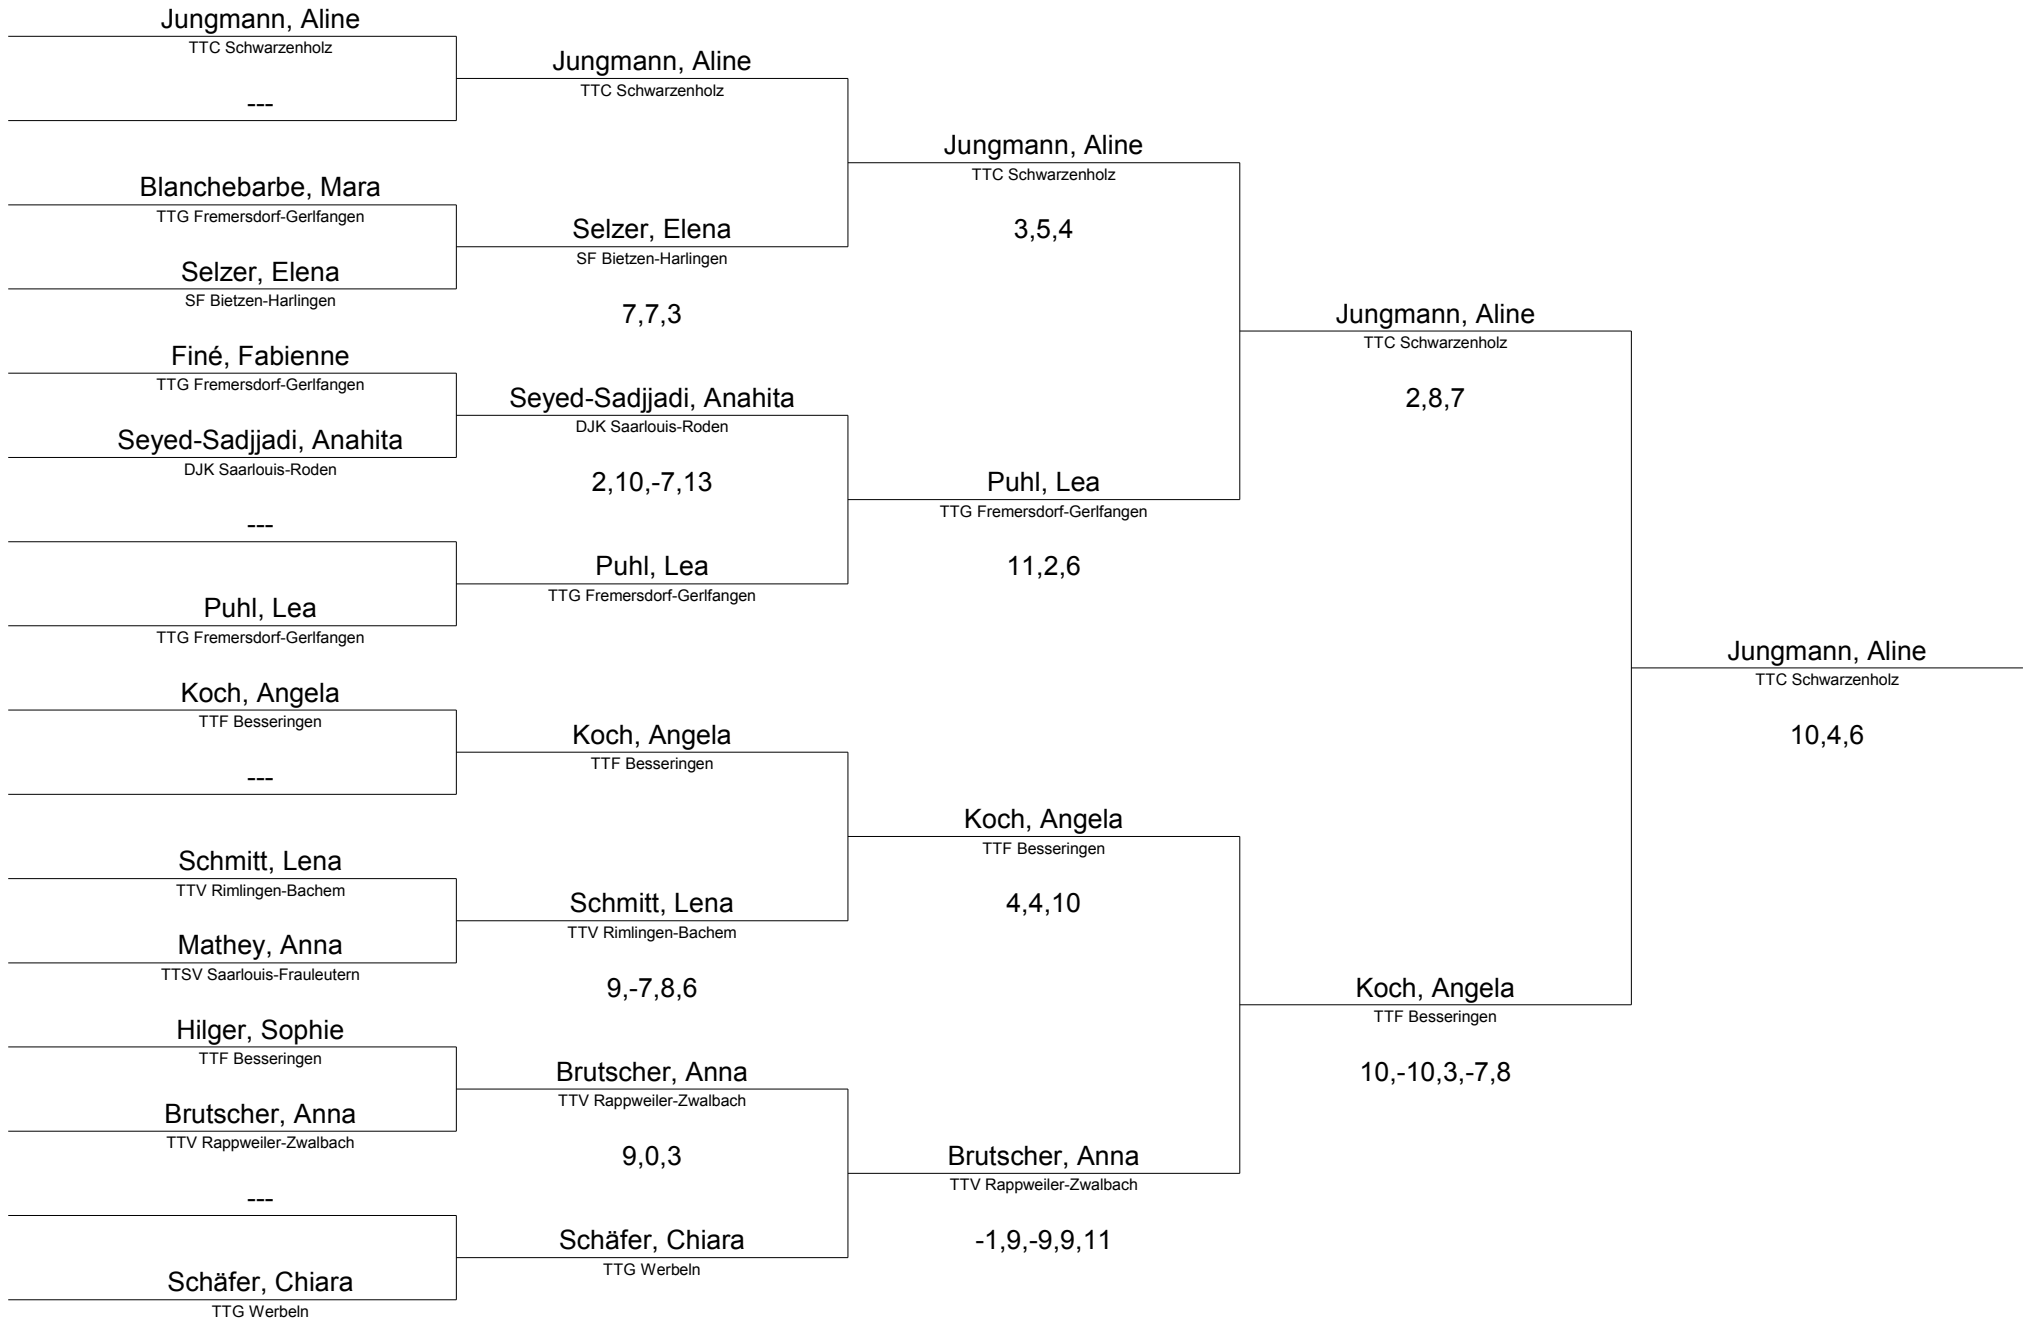 Jungmann, Aline
TTC Schwarzenholz
---
Blanchebarbe, Mara
TTG Fremersdorf-Gerlfangen
Selzer, Elena
SF Bietzen-Harlingen
Finé, Fabienne
TTG Fremersdorf-Gerlfangen
Seyed-Sadjjadi, Anahita
DJK Saarlouis-Roden
---
Puhl, Lea
TTG Fremersdorf-Gerlfangen
Koch, Angela
TTF Besseringen
---
Schmitt, Lena
TTV Rimlingen-Bachem
Mathey, Anna
TTSV Saarlouis-Frauleutern
Hilger, Sophie
TTF Besseringen
Brutscher, Anna
TTV Rappweiler-Zwalbach
---
Schäfer, Chiara
TTG Werbeln
Jungmann, Aline
TTC Schwarzenholz
Selzer, Elena
SF Bietzen-Harlingen
7,7,3
Seyed-Sadjjadi, Anahita
DJK Saarlouis-Roden
2,10,-7,13
Puhl, Lea
TTG Fremersdorf-Gerlfangen
Koch, Angela
TTF Besseringen
Schmitt, Lena
TTV Rimlingen-Bachem
9,-7,8,6
Brutscher, Anna
TTV Rappweiler-Zwalbach
9,0,3
Schäfer, Chiara
TTG Werbeln
Jungmann, Aline
TTC Schwarzenholz
3,5,4
Puhl, Lea
TTG Fremersdorf-Gerlfangen
11,2,6
Koch, Angela
TTF Besseringen
4,4,10
Brutscher, Anna
TTV Rappweiler-Zwalbach
-1,9,-9,9,11
Jungmann, Aline
TTC Schwarzenholz
2,8,7
Koch, Angela
TTF Besseringen
10,-10,3,-7,8
Jungmann, Aline
TTC Schwarzenholz
10,4,6